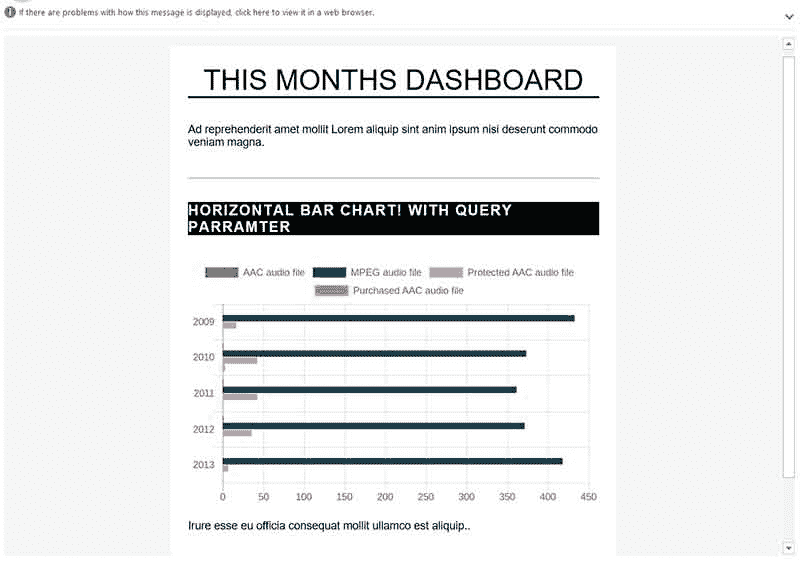 If there are problems with how this message is displayed, click here to view it in a web browser.
THIS MONTHS DASHBOARD
Ad reprehenderit amet mollit Lorem aliquip sint anim ipsum nisi deserunt commodo
veniam magna.
HORIZONTAL BAR CHART! WITH QUERY
PARRAMTER
AAC audio file MPEG audio file Protected AAC audio file
Purchased AAC audio file
2009
2010
2011
2012
2013
0 50 100 150 200 250 300 350 400 450
Irure esse eu officia consequat mollit ullamco est aliquip..